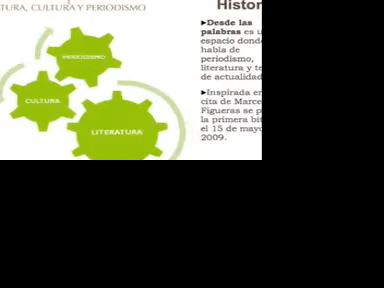 TURA, CULTURA Y PERIODISMO
PERIODISMO
CULTURA
LITERATURA
Histor
►Desde las
palabras es u
espacio donde
habla de
periodismo,
literatura y te
de actualidad
►Inspirada en
cita de Marce
Figueras se p
la primera bit
el 15 de mayo
2009.